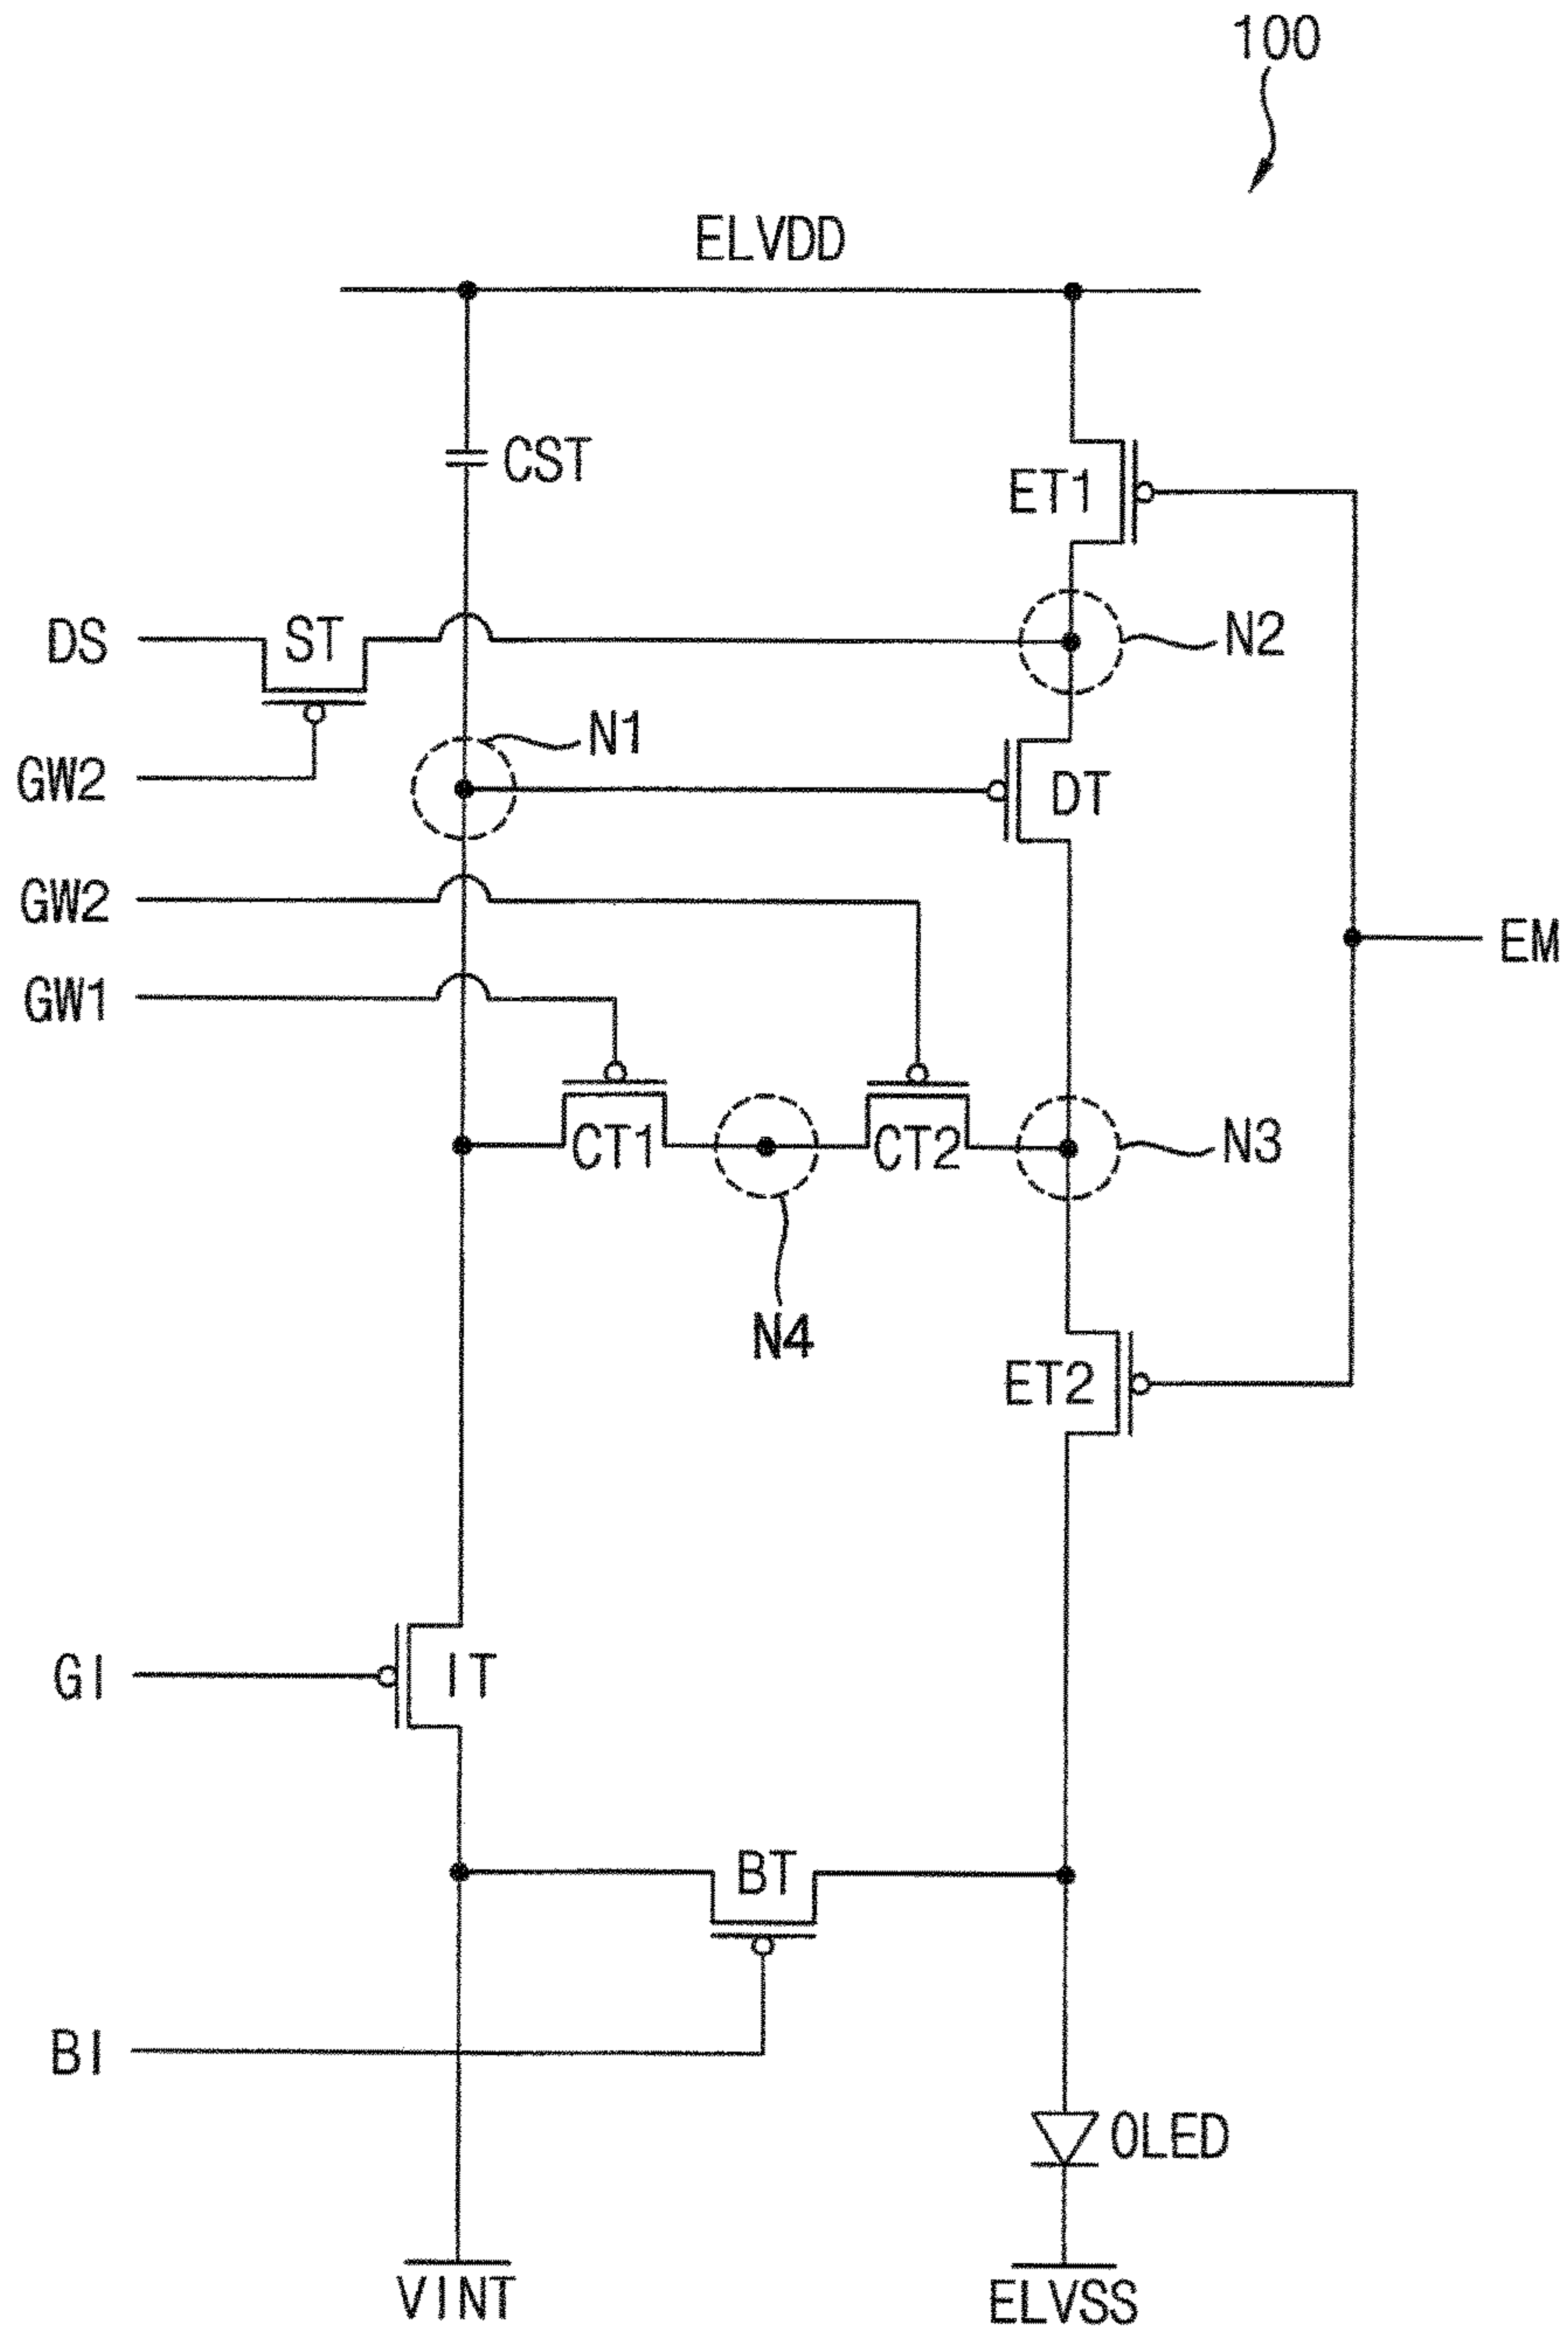 100
ELVDD
CST
ET1
DS
ST
N2
N1
GW2
DT
GW2
EM
GW1
CT1
CT2
N3
N4
ET2
GI
IT
BT
BI
OLED
VINT
ELVSS